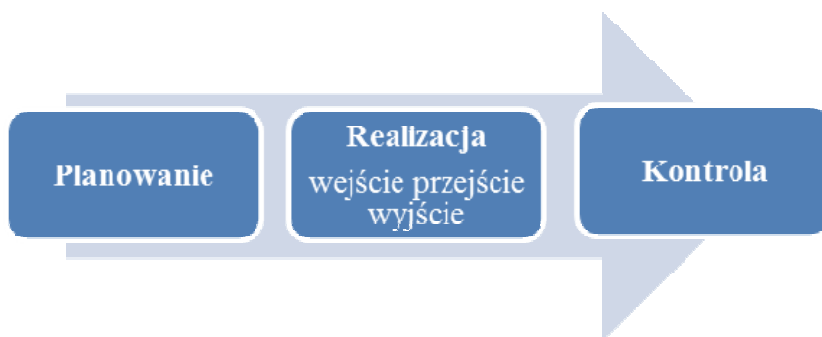 Planowanie
Realizacja
wejście przejście
wyjście
Kontrola